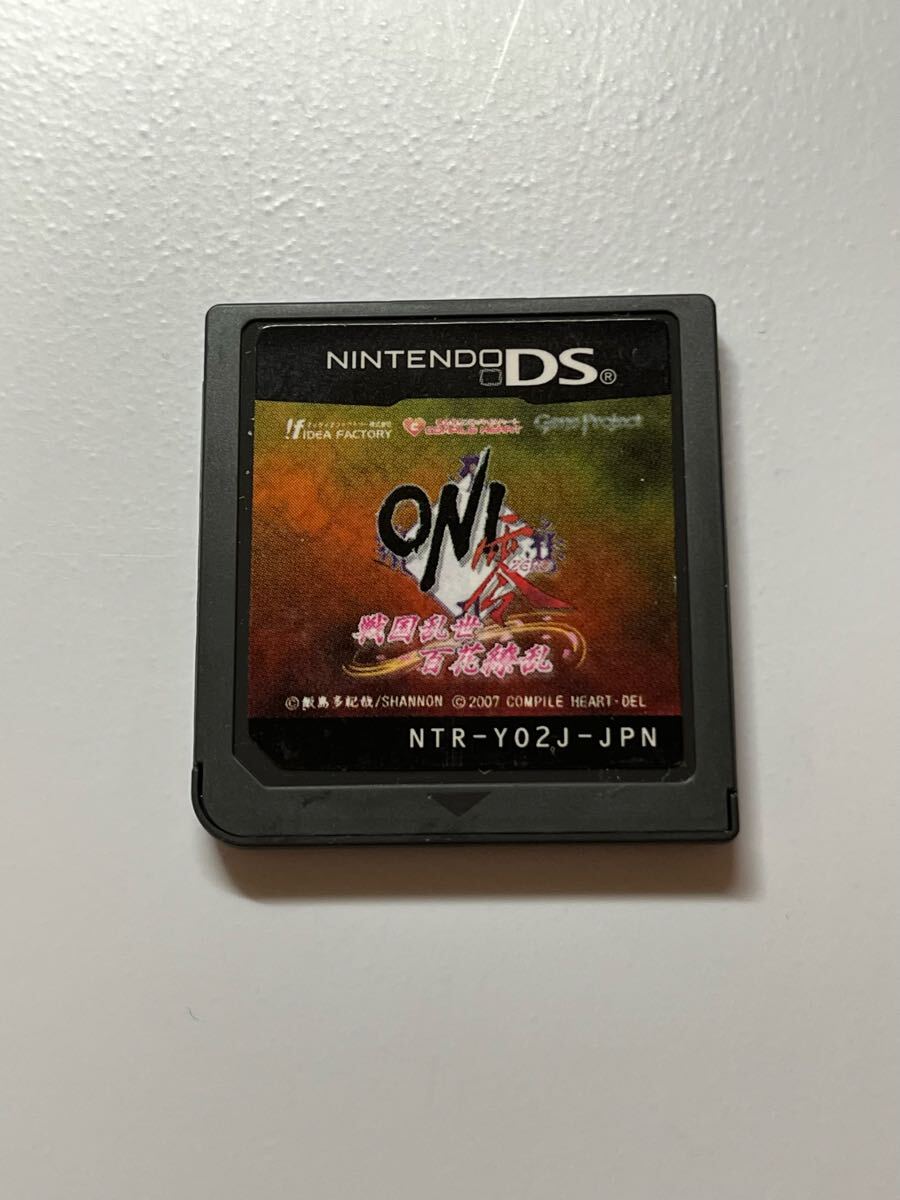 NINTENDO DS®
IDEA FACTORY COMPILE HEART Game Project
ONI 零
ZERO
戦国乱世
百花繚乱
©飯島多紀哉/SHANNON ©2007 COMPILE HEART・DEL
NTR-Y02J-JPN